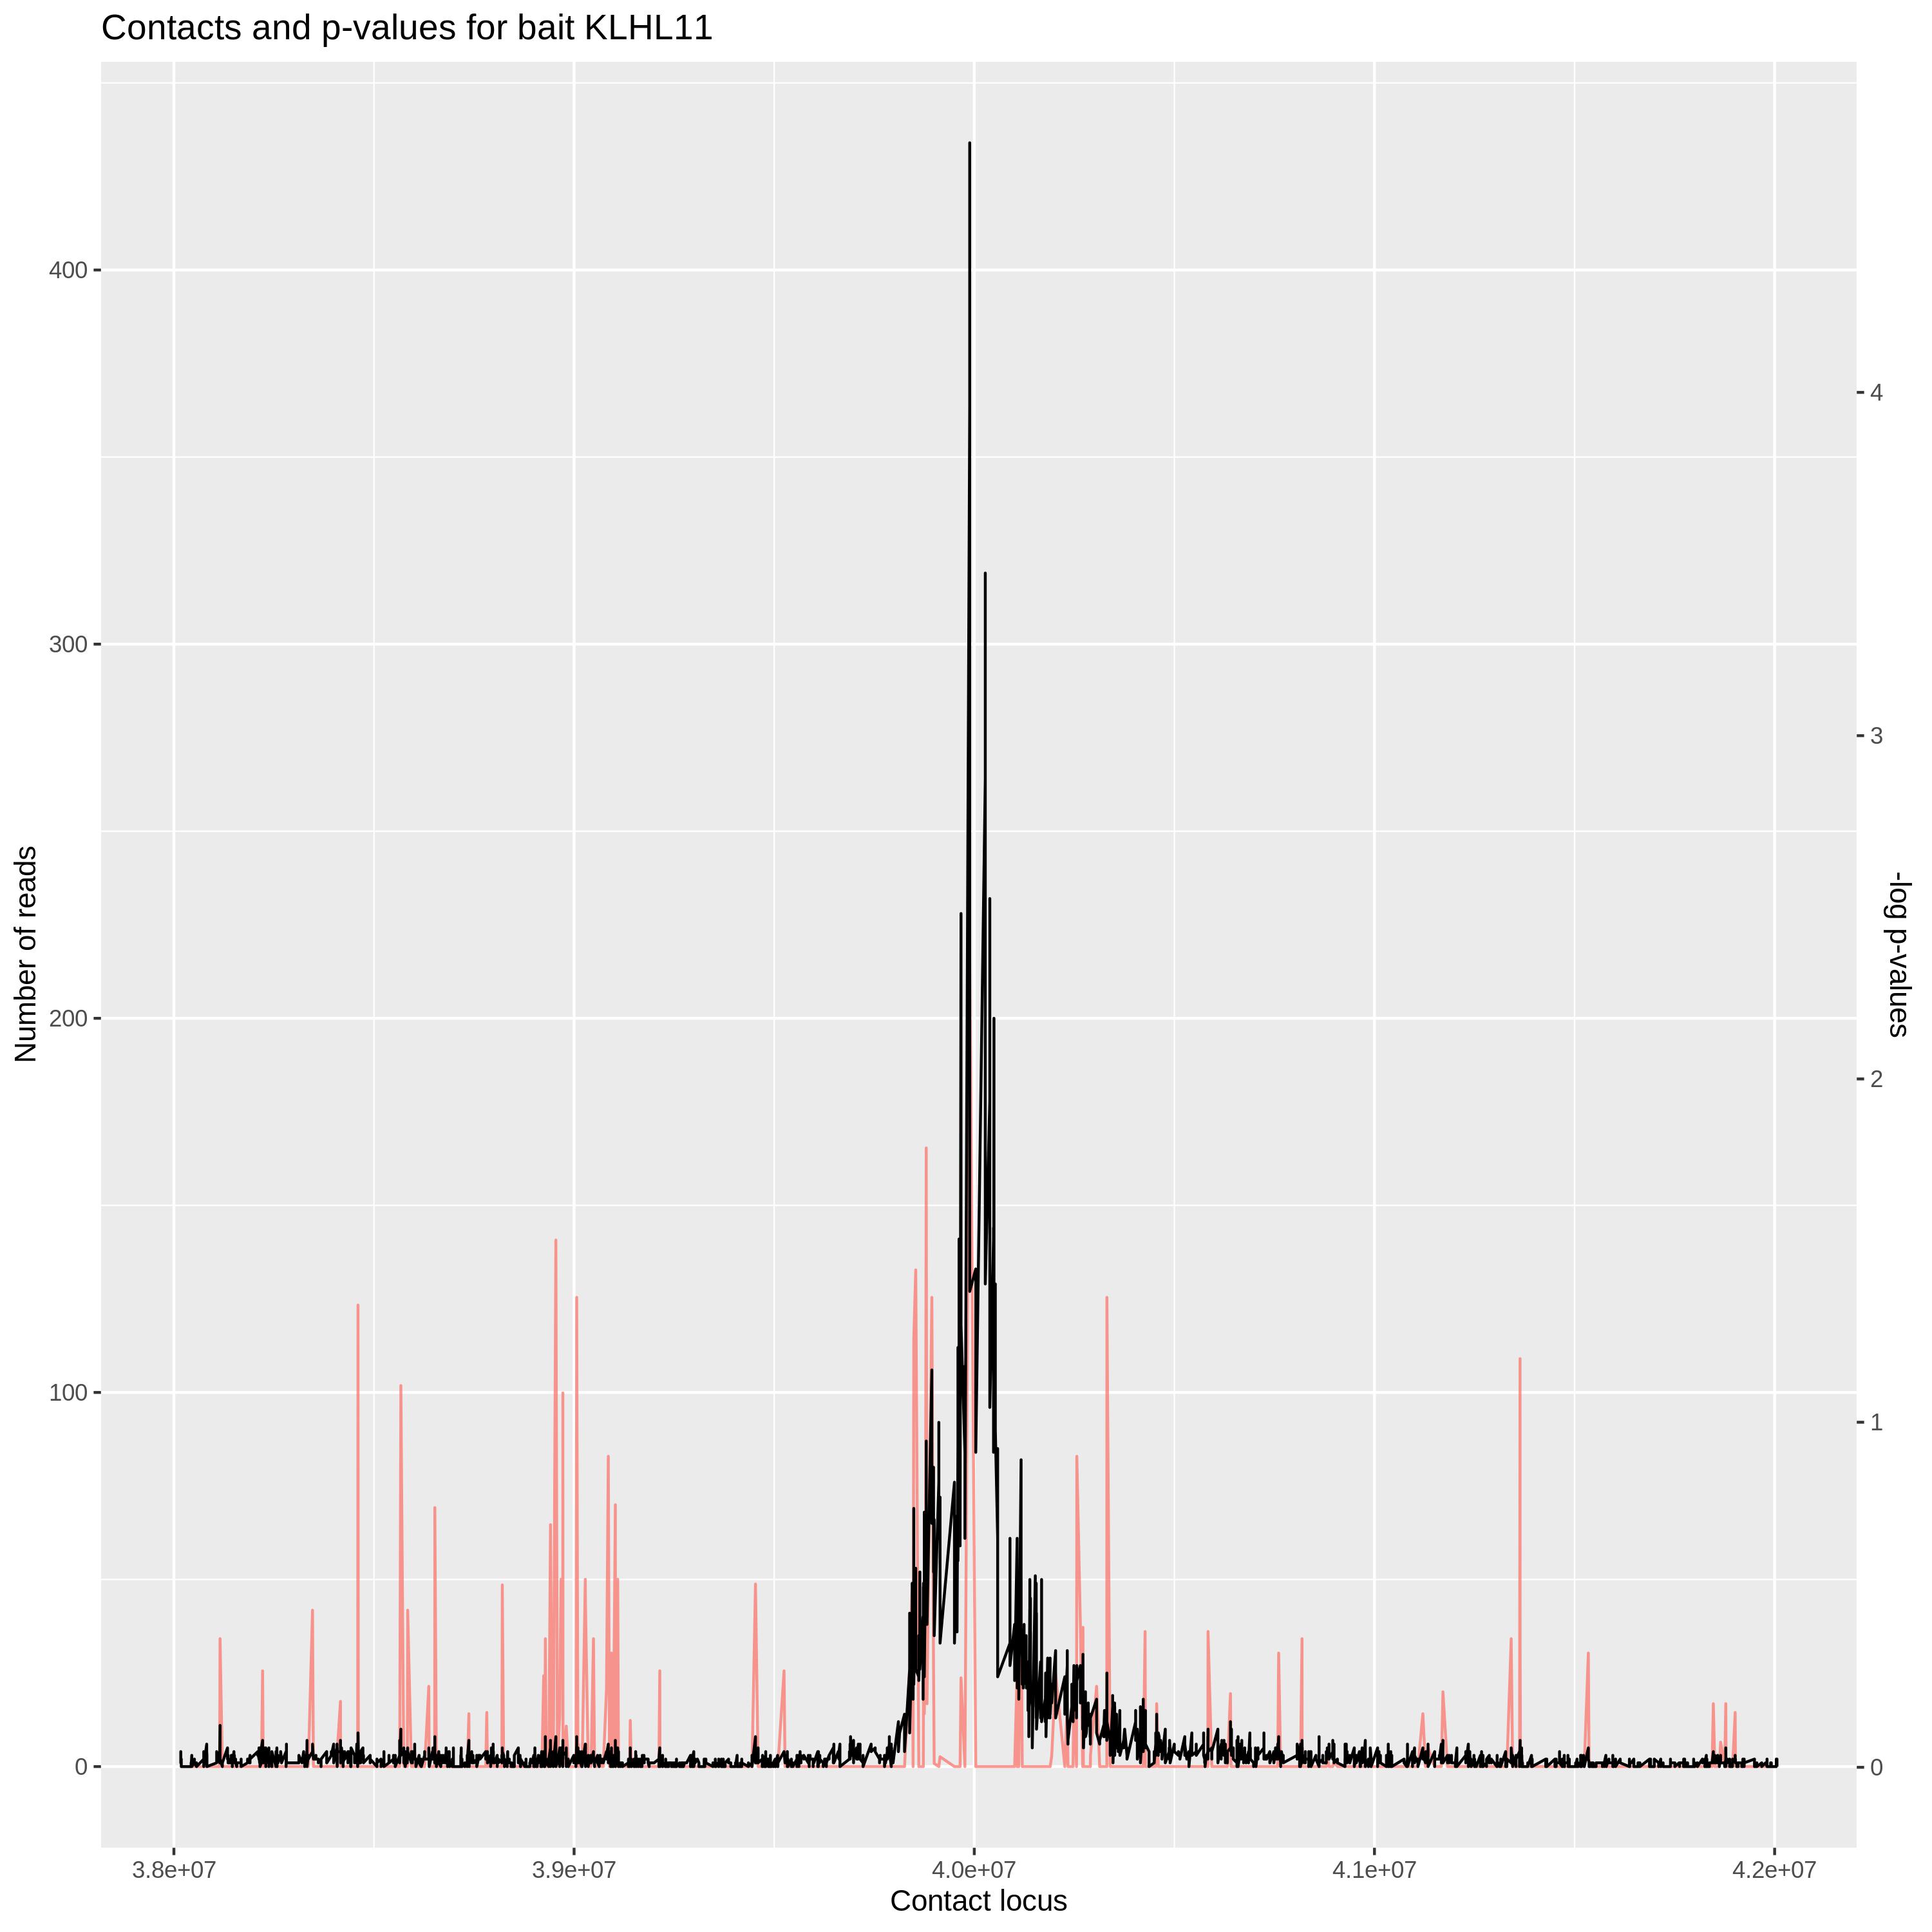 Contacts and p-values for bait KLHL11
400
300
200
100
0
Number of reads
4
3
2
1
0
-log p-values
3.8e+07
3.9e+07
4.0e+07
4.1e+07
4.2e+07
Contact locus